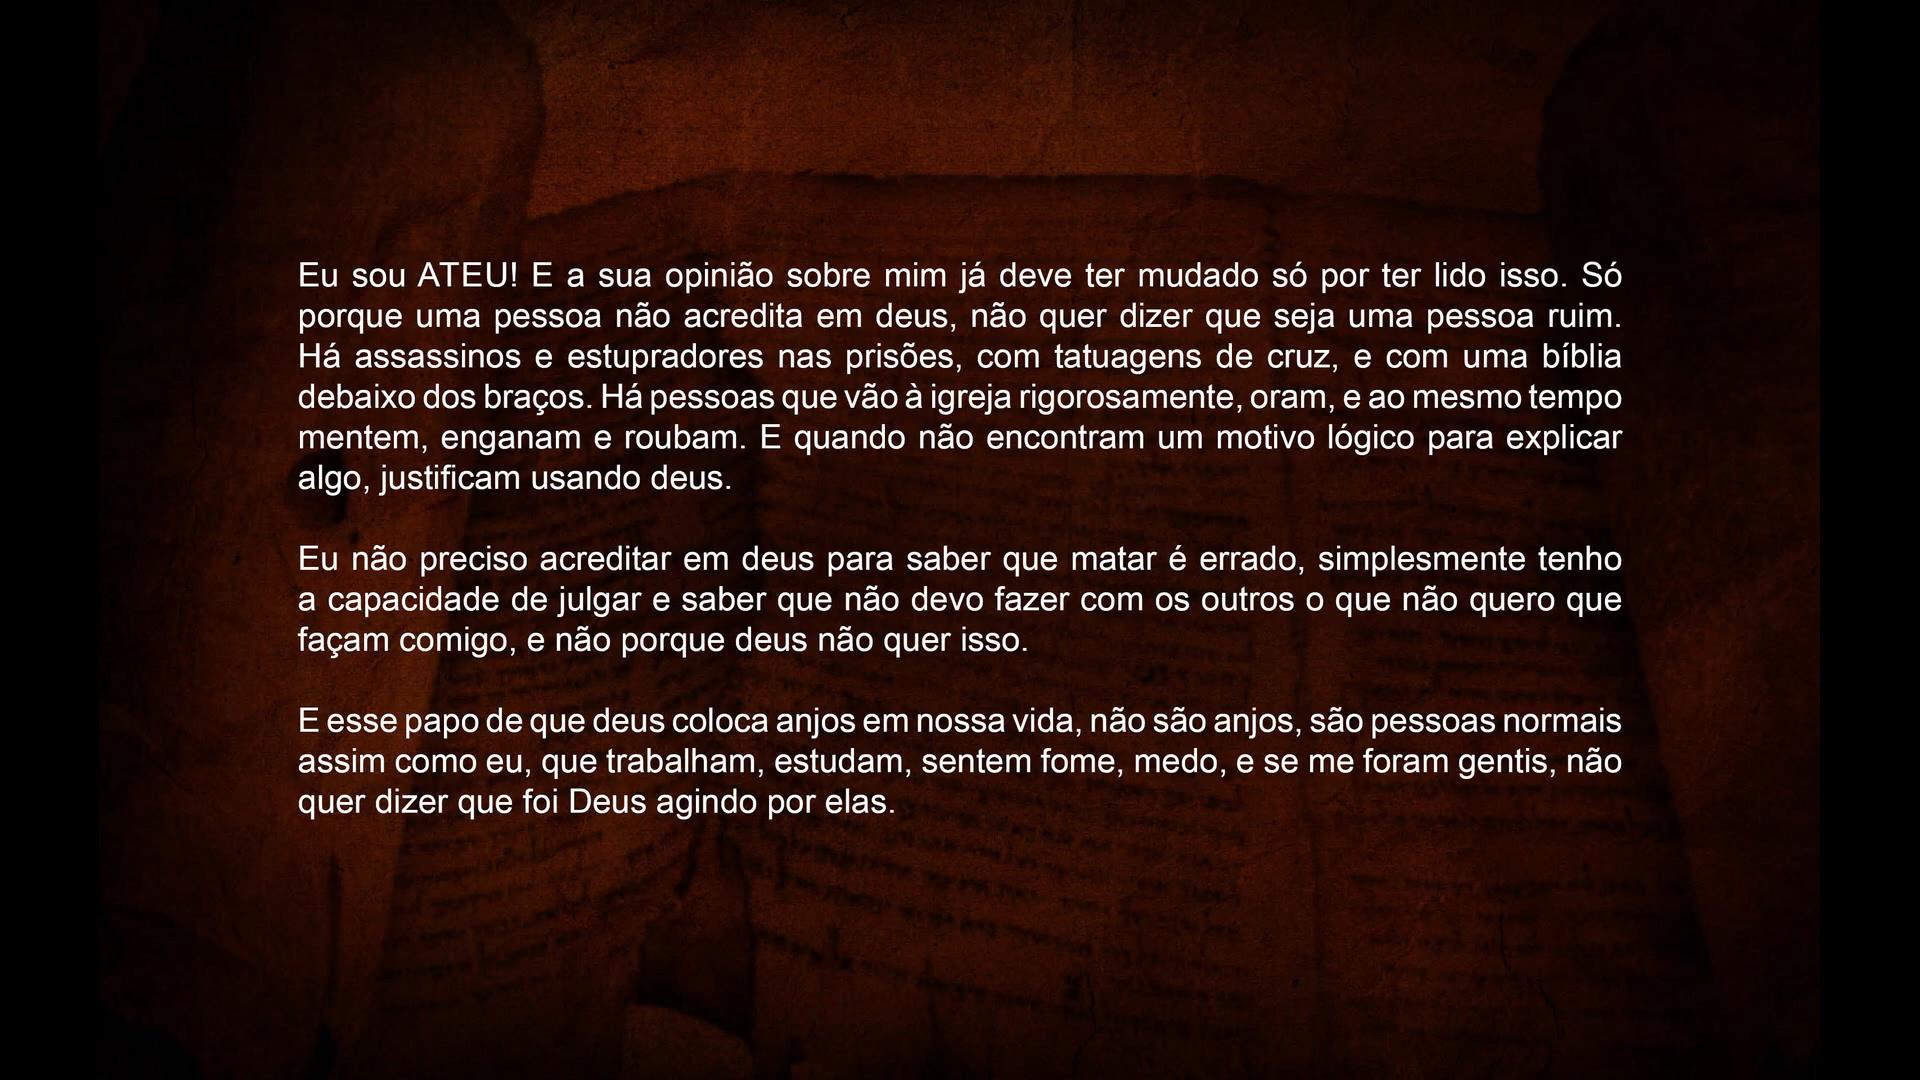 Eu sou ATEU! E a sua opinião sobre mim já deve ter mudado só por ter lido isso. Só
porque uma pessoa não acredita em deus, não quer dizer que seja uma pessoa ruim.
Há assassinos e estupradores nas prisões, com tatuagens de cruz, e com uma bíblia
debaixo dos braços. Há pessoas que vão à igreja rigorosamente, oram, e ao mesmo tempo
mentem, enganam e roubam. E quando não encontram um motivo lógico para explicar
algo, justificam usando deus.
Eu não preciso acreditar em deus para saber que matar é errado, simplesmente tenho
a capacidade de julgar e saber que não devo fazer com os outros o que não quero que
façam comigo, e não porque deus não quer isso.
E esse papo de que deus coloca anjos em nossa vida, não são anjos, são pessoas normais
assim como eu, que trabalham, estudam, sentem fome, medo, e se me foram gentis, não
quer dizer que foi Deus agindo por elas.